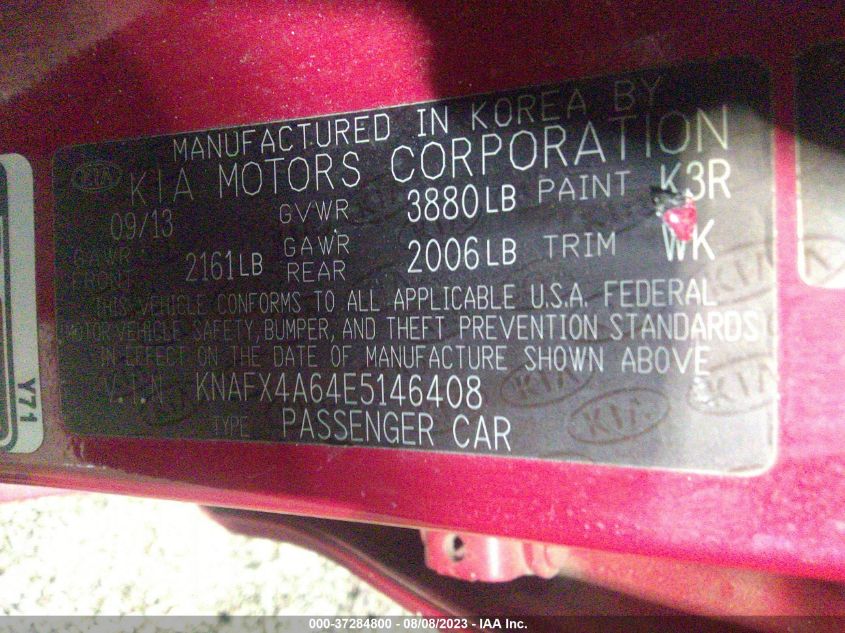 MANUFACTURED IN KOREA BY
KIA KIA MOTORS CORPORATION
09/13 GVWR 3880LB PAINT K3R
GAWR FRONT 2161LB GAWR REAR 2006LB TRIM WK
THIS VEHICLE CONFORMS TO ALL APPLICABLE U.S.A. FEDERAL
MOTOR VEHICLE SAFETY, BUMPER, AND THEFT PREVENTION STANDARDS
IN EFFECT ON THE DATE OF MANUFACTURE SHOWN ABOVE
V.I.N KNAFX4A64E5146408
TYPE PASSENGER CAR
KIA
KIA
Y71
000-37284800 - 08/08/2023 - IAA Inc.